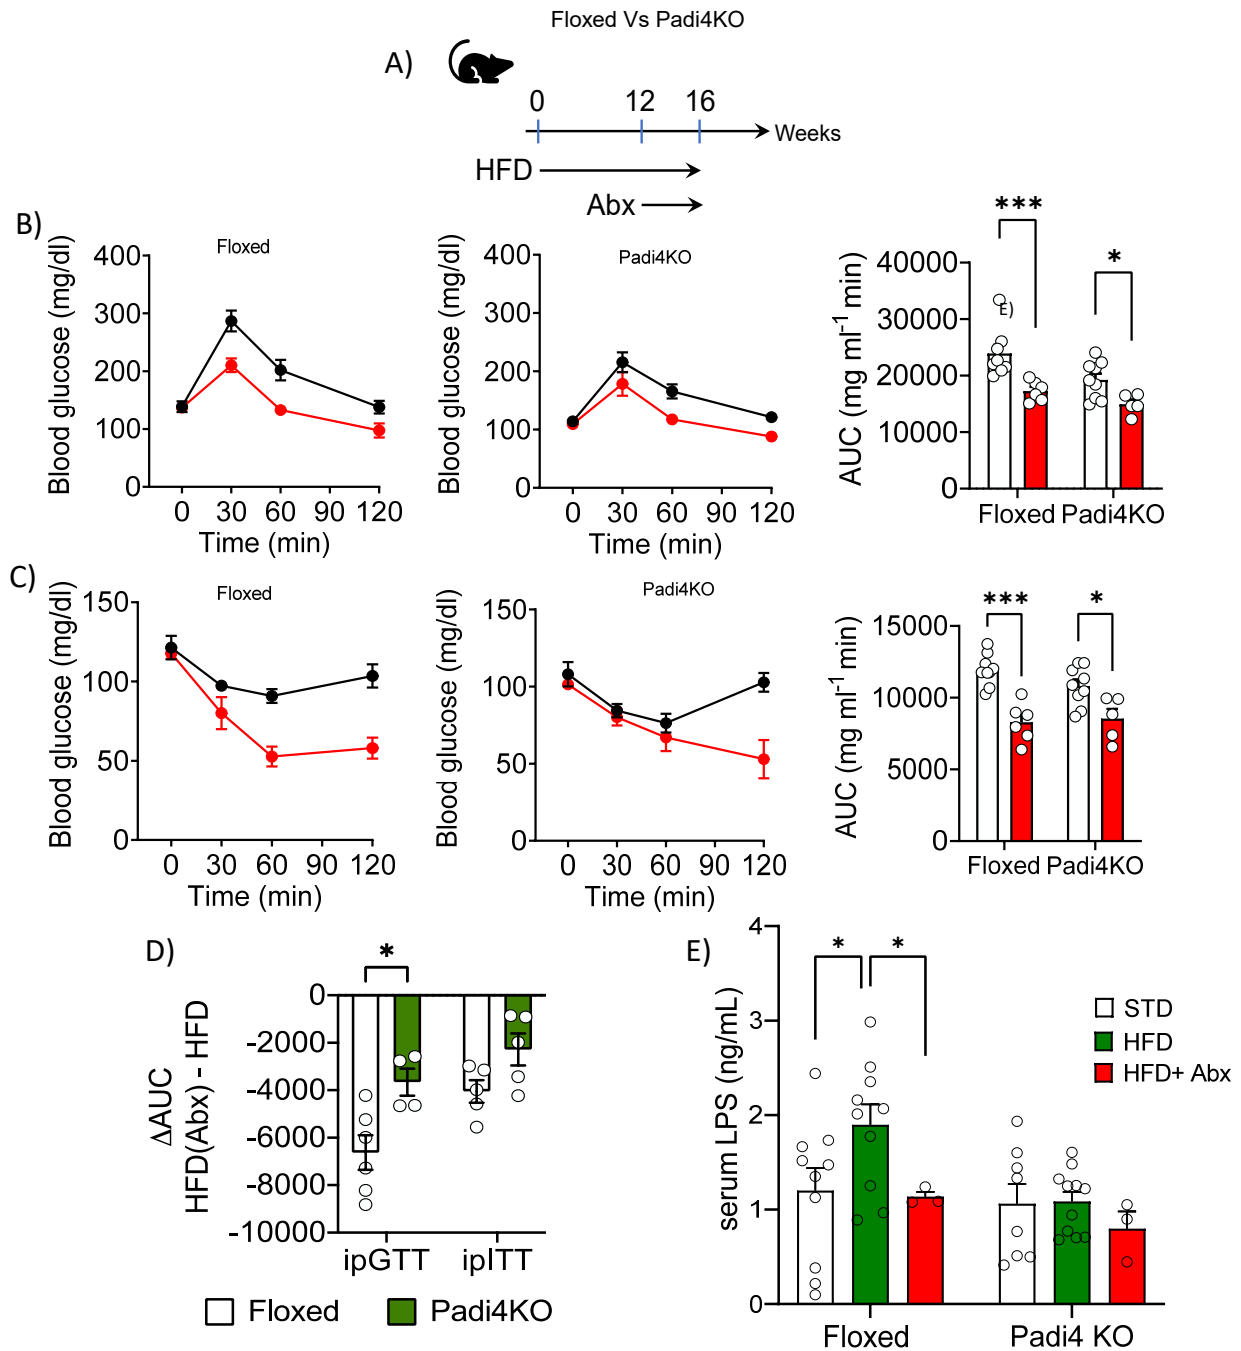 Floxed Vs Padi4KO
A)
0 12 16
Weeks
HFD
Abx
B)
Floxed
Blood glucose (mg/dl)
400
300
200
100
0
0 30 60 90 120
Time (min)
Padi4KO
Blood glucose (mg/dl)
400
300
200
100
0
0 30 60 90 120
Time (min)
*** *
AUC (mg ml⁻¹ min)
40000
30000
20000
10000
0
E)
Floxed Padi4KO
C)
Floxed
Blood glucose (mg/dl)
150
100
50
0
0 30 60 90 120
Time (min)
Padi4KO
Blood glucose (mg/dl)
150
100
50
0
0 30 60 90 120
Time (min)
*** *
AUC (mg ml⁻¹ min)
15000
10000
5000
0
Floxed Padi4KO
D)
*
ΔAUC
HFD(Abx) - HFD
0
-2000
-4000
-6000
-8000
-10000
ipGTT ipITT
Floxed Padi4KO
E)
* *
serum LPS (ng/mL)
4
3
2
1
0
Floxed Padi4 KO
STD
HFD
HFD+ Abx